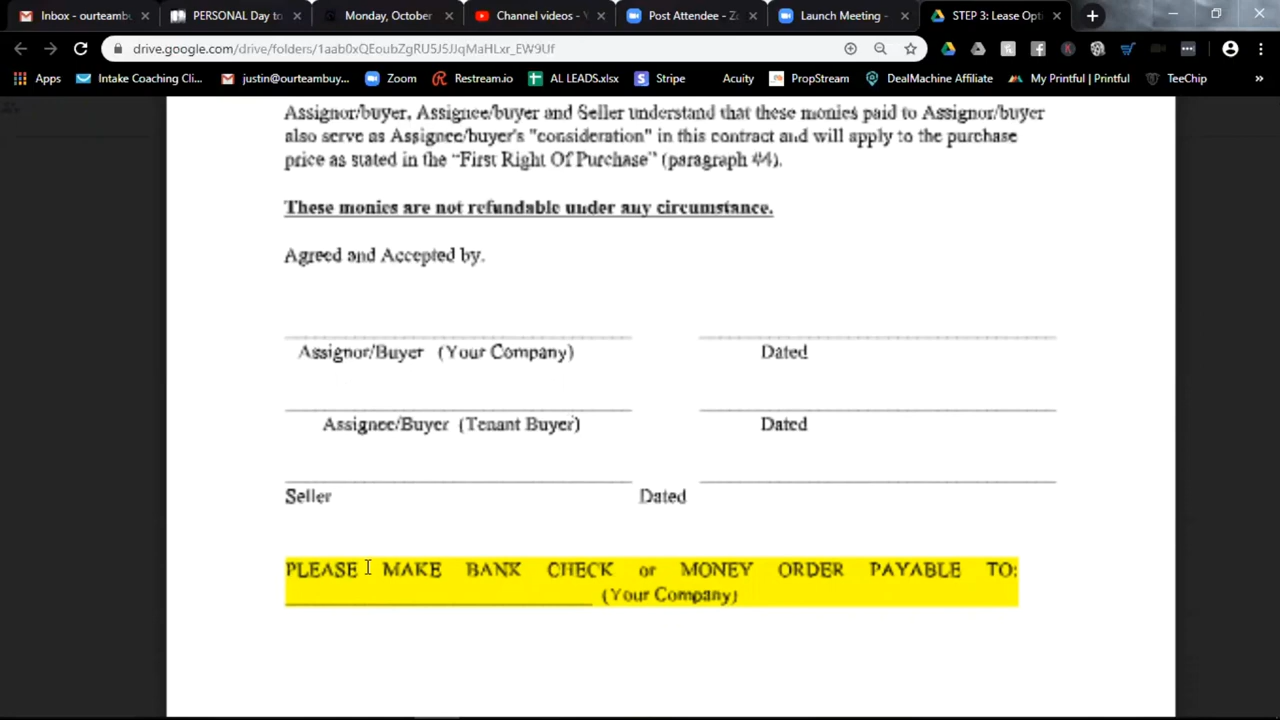 Inbox - ourteamb
PERSONAL Day to
Monday, October
Channel videos - Y
Post Attendee - Zo
Launch Meeting -
STEP 3: Lease Opti
drive.google.com/drive/folders/1aab0xQEoubZgRU5J5JJqMaHLxr_EW9Uf
Apps
Intake Coaching Cli...
justin@ourteambuy...
Zoom
Restream.io
AL LEADS.xlsx
Stripe
Acuity
PropStream
DealMachine Affiliate
My Printful | Printful
TeeChip
»
Assignor/buyer, Assignee/buyer and Seller understand that these monies paid to Assignor/buyer
also serve as Assignee/buyer's "consideration" in this contract and will apply to the purchase
price as stated in the "First Right Of Purchase" (paragraph #4).
These monies are not refundable under any circumstance.
Agreed and Accepted by.
Assignor/Buyer (Your Company) Dated
Assignee/Buyer (Tenant Buyer) Dated
Seller Dated
PLEASE MAKE BANK CHECK or MONEY ORDER PAYABLE TO:
(Your Company)